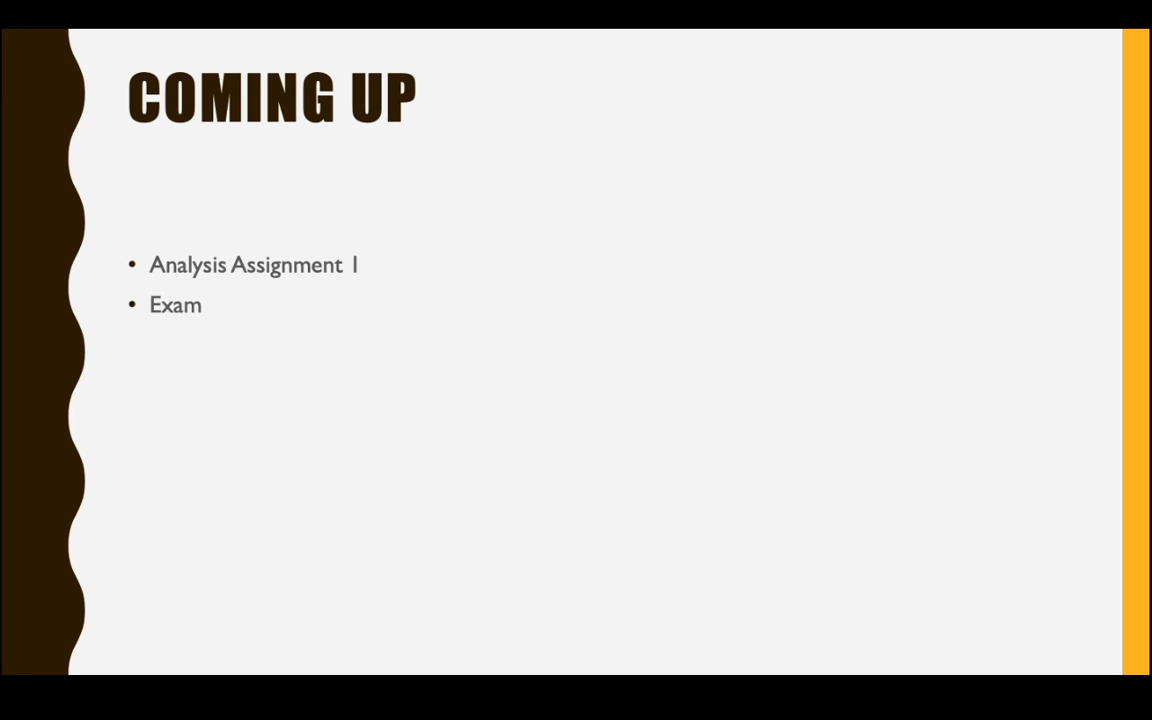 COMING UP
• Analysis Assignment 1
• Exam